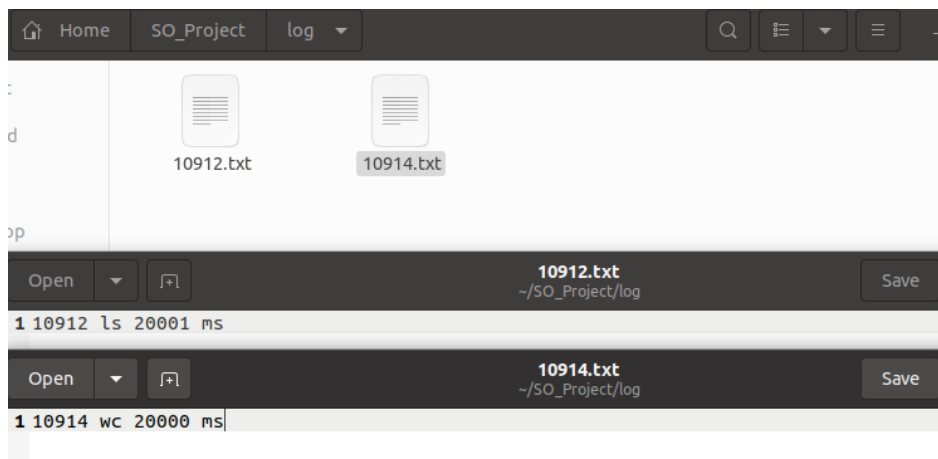 Home SO_Project log
10912.txt 10914.txt
Open 10912.txt Save
~/SO_Project/log
1 10912 ls 20001 ms
Open 10914.txt Save
~/SO_Project/log
1 10914 wc 20000 ms